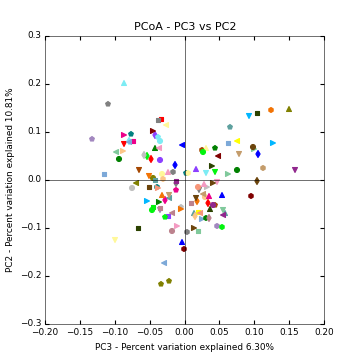 PCoA - PC3 vs PC2
0.3
0.2
0.1
0.0
−0.1
−0.2
−0.3
PC2 - Percent variation explained 10.81%
−0.20 −0.15 −0.10 −0.05 0.00 0.05 0.10 0.15 0.20
PC3 - Percent variation explained 6.30%